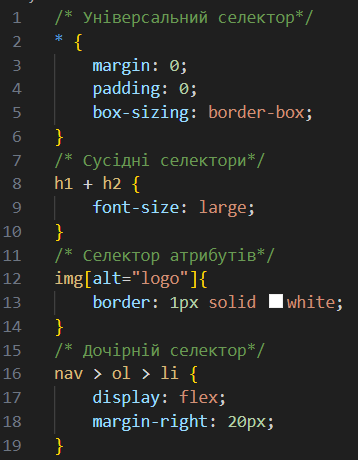 1 /* Універсальний селектор*/
2 * {
3     margin: 0;
4     padding: 0;
5     box-sizing: border-box;
6 }
7 /* Сусідні селектори*/
8 h1 + h2 {
9     font-size: large;
10 }
11 /* Селектор атрибутів*/
12 img[alt="logo"]{
13     border: 1px solid white;
14 }
15 /* Дочірній селектор*/
16 nav > ol > li {
17     display: flex;
18     margin-right: 20px;
19 }